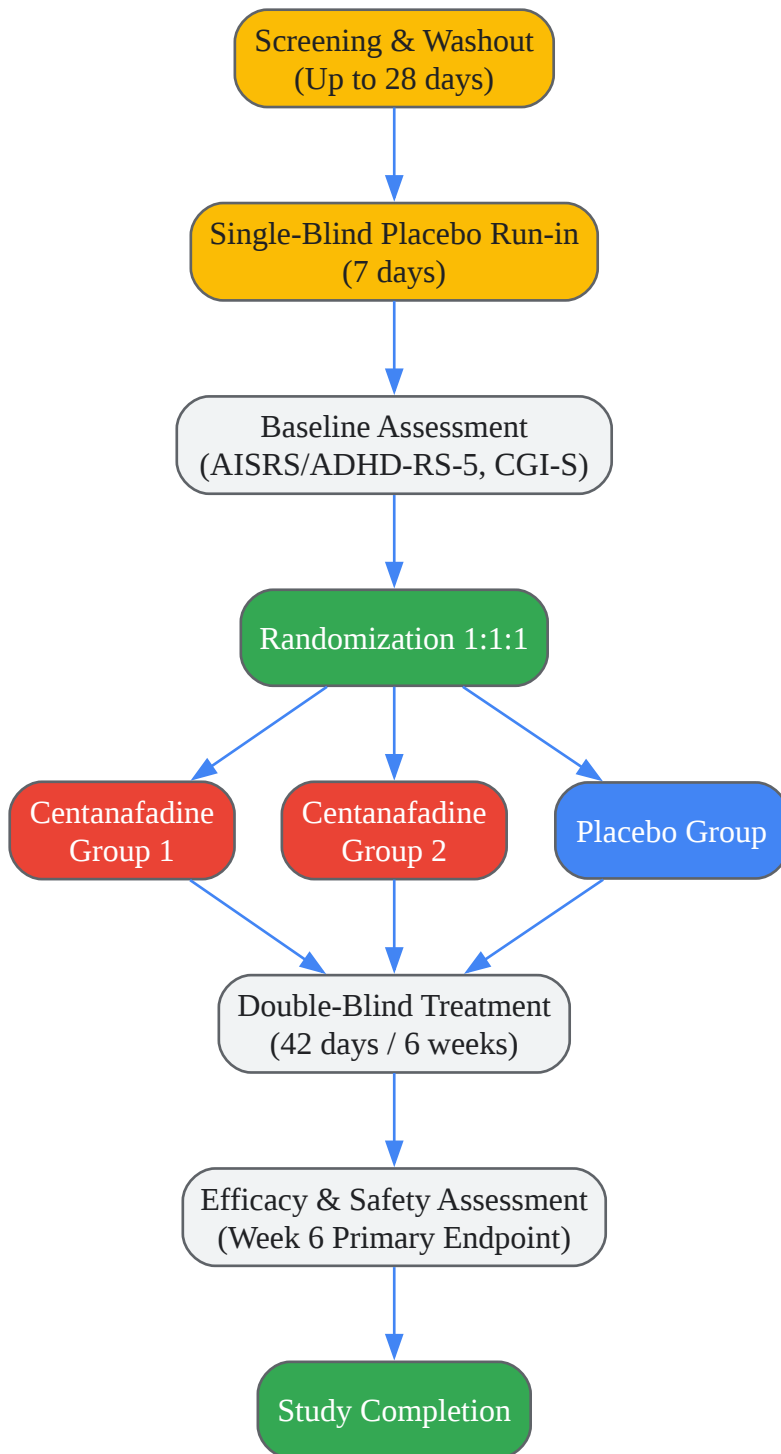 Screening & Washout
(Up to 28 days)
Single-Blind Placebo Run-in
(7 days)
Baseline Assessment
(AISRS/ADHD-RS-5, CGI-S)
Randomization 1:1:1
Centanafadine
Group 1
Centanafadine
Group 2
Placebo Group
Double-Blind Treatment
(42 days / 6 weeks)
Efficacy & Safety Assessment
(Week 6 Primary Endpoint)
Study Completion